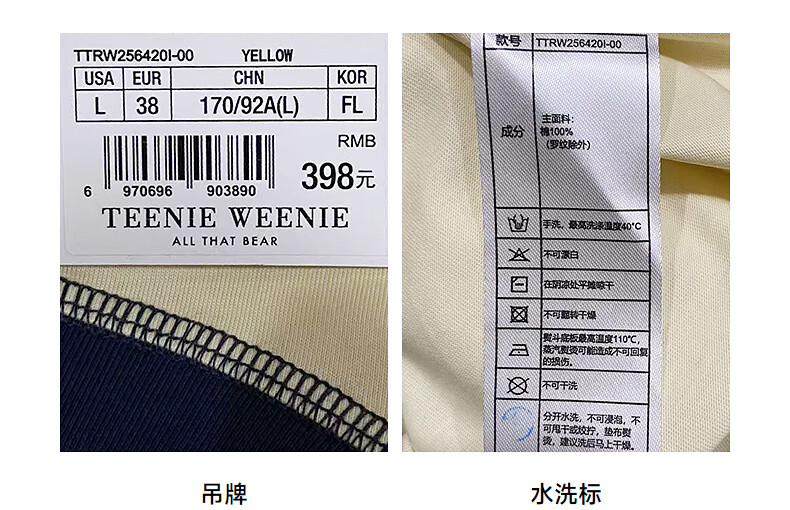 TTRW256420I-00 YELLOW
USA EUR CHN KOR
L 38 170/92A(L) FL
RMB
398元
6 970696 903890
TEENIE WEENIE
ALL THAT BEAR
吊牌
款号 TTRW256420I-00
成分
主面料:
棉100%
(罗纹除外)
手洗，最高洗涤温度40°C
不可漂白
在阴凉处平摊晾干
不可翻转干燥
熨斗底板最高温度110℃,
蒸汽熨烫可能造成不可回复
的损伤。
不可干洗
分开水洗，不可浸泡，不
可甩干或绞拧，垫布熨
烫，建议洗后马上干燥。
水洗标